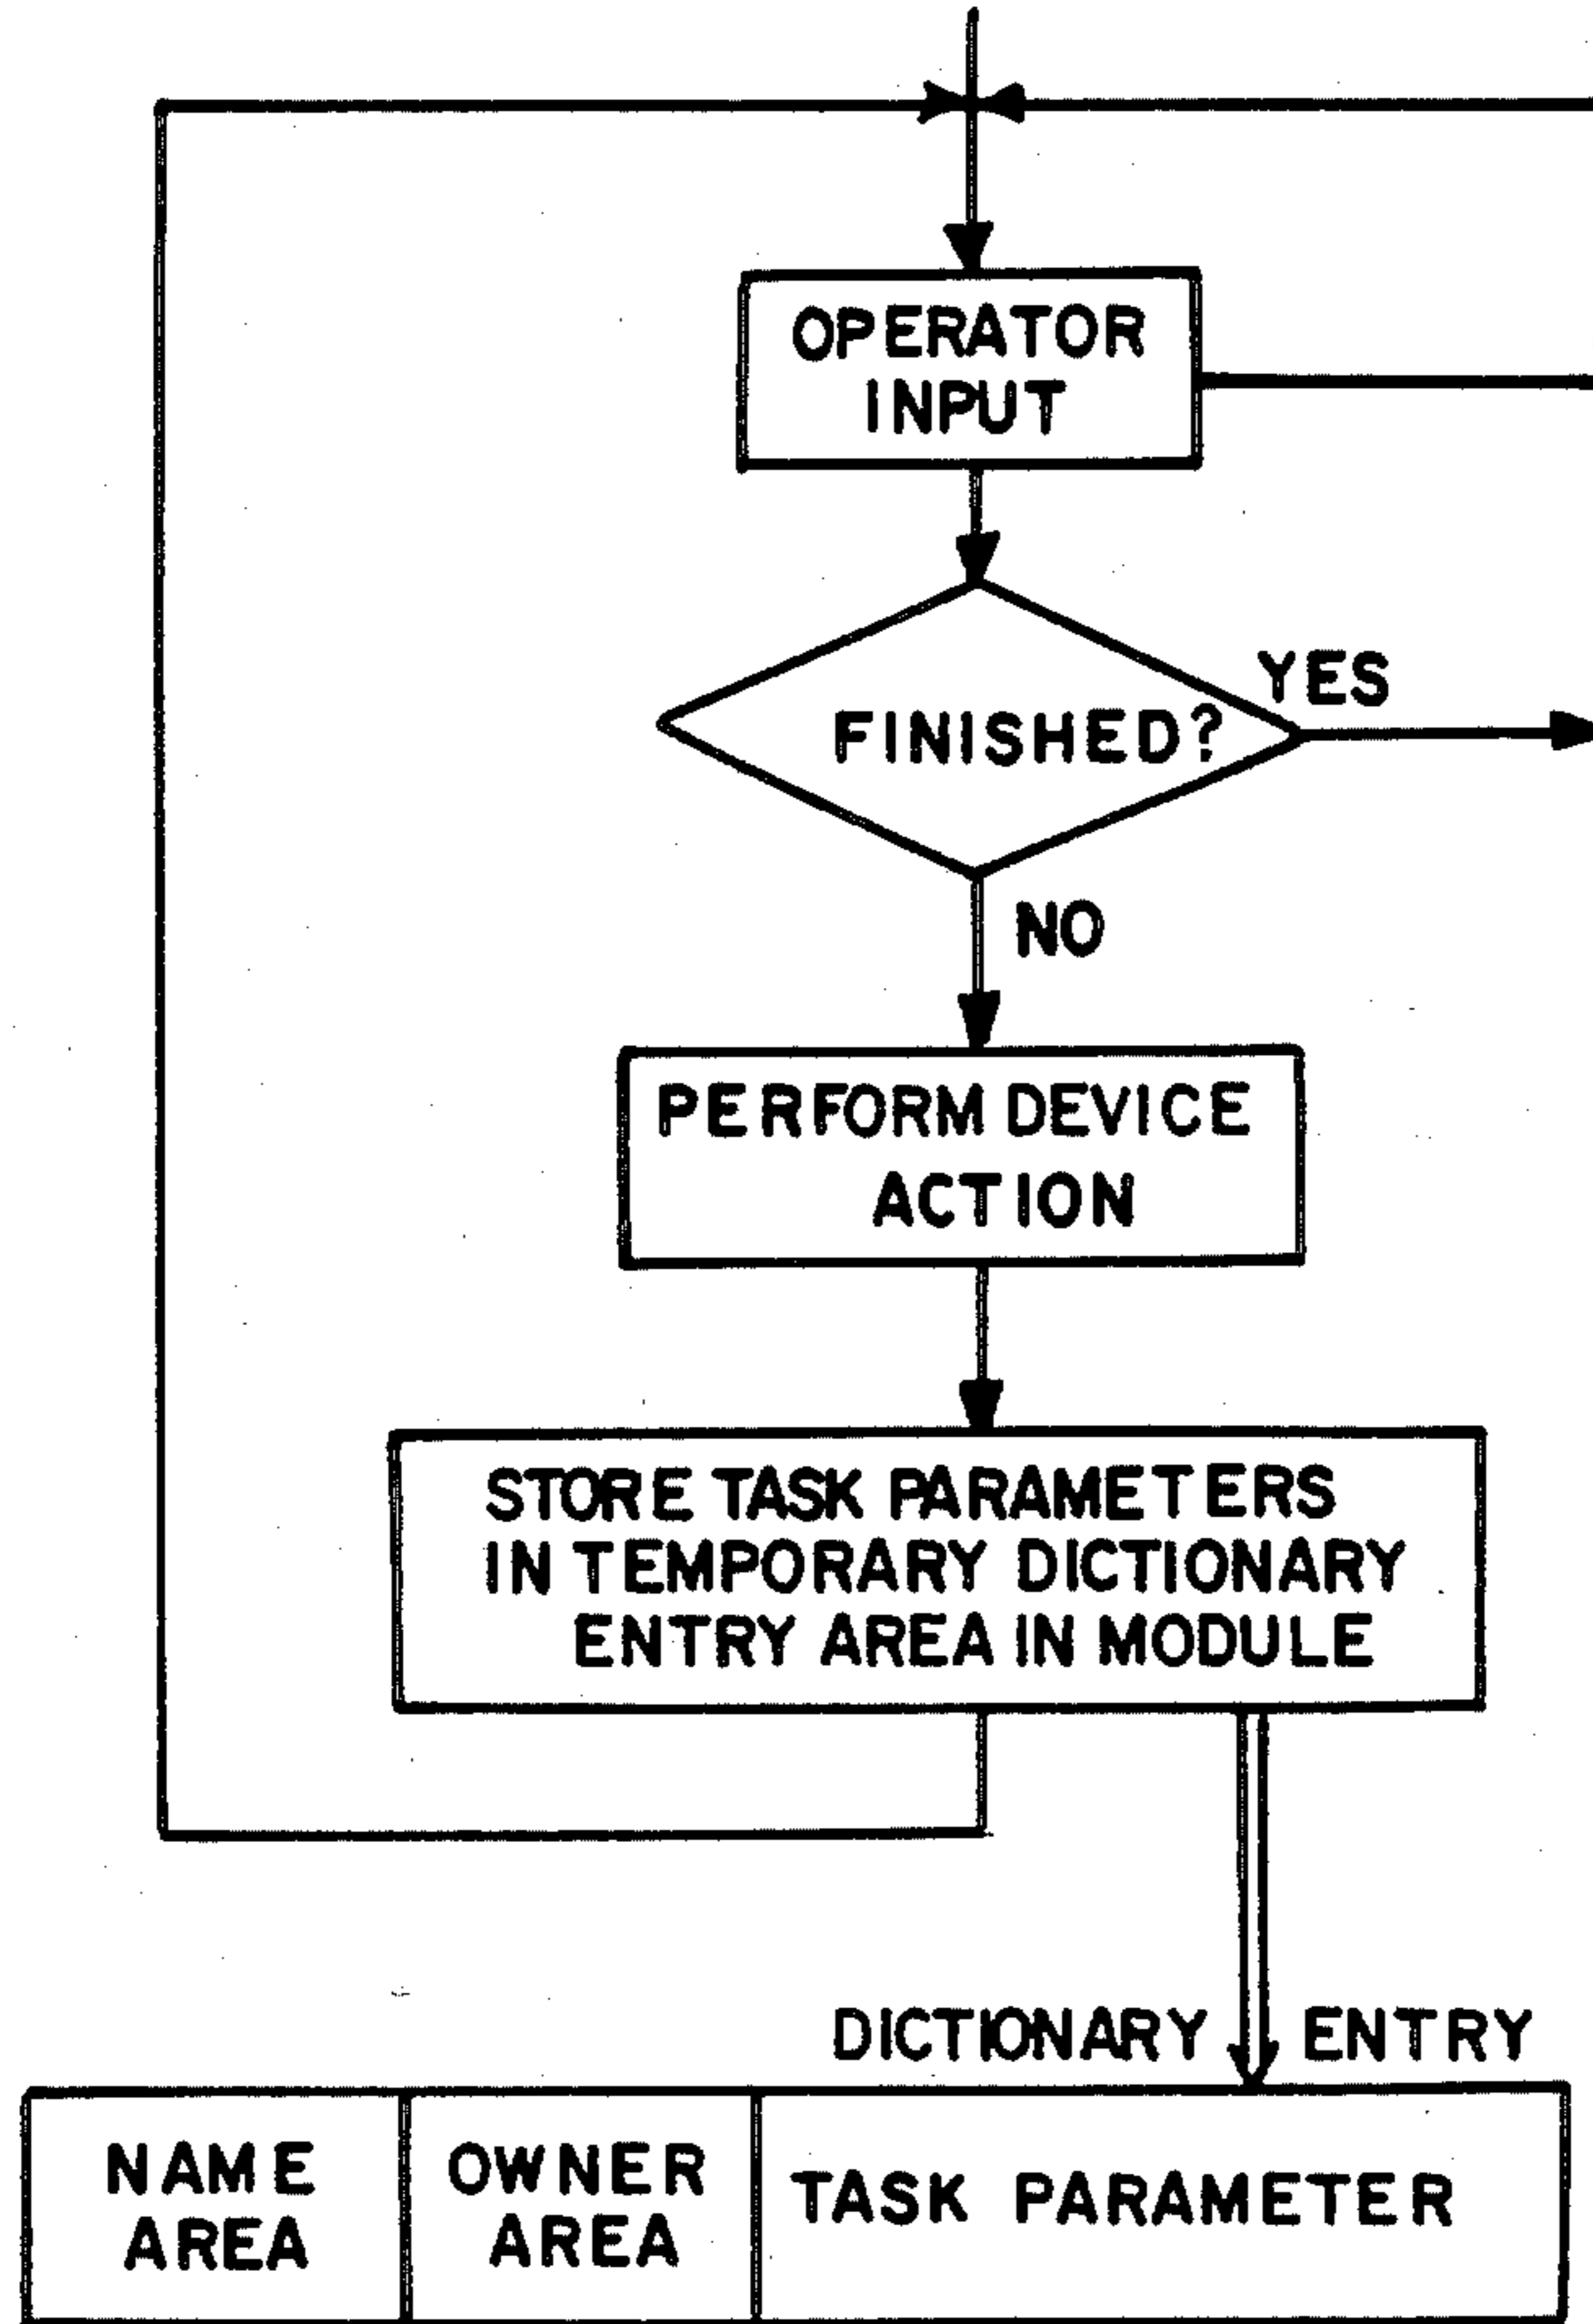 OPERATOR
INPUT
FINISHED?
YES
NO
PERFORM DEVICE
ACTION
STORE TASK PARAMETERS
IN TEMPORARY DICTIONARY
ENTRY AREA IN MODULE
DICTIONARY ENTRY
NAME
AREA
OWNER
AREA
TASK PARAMETER